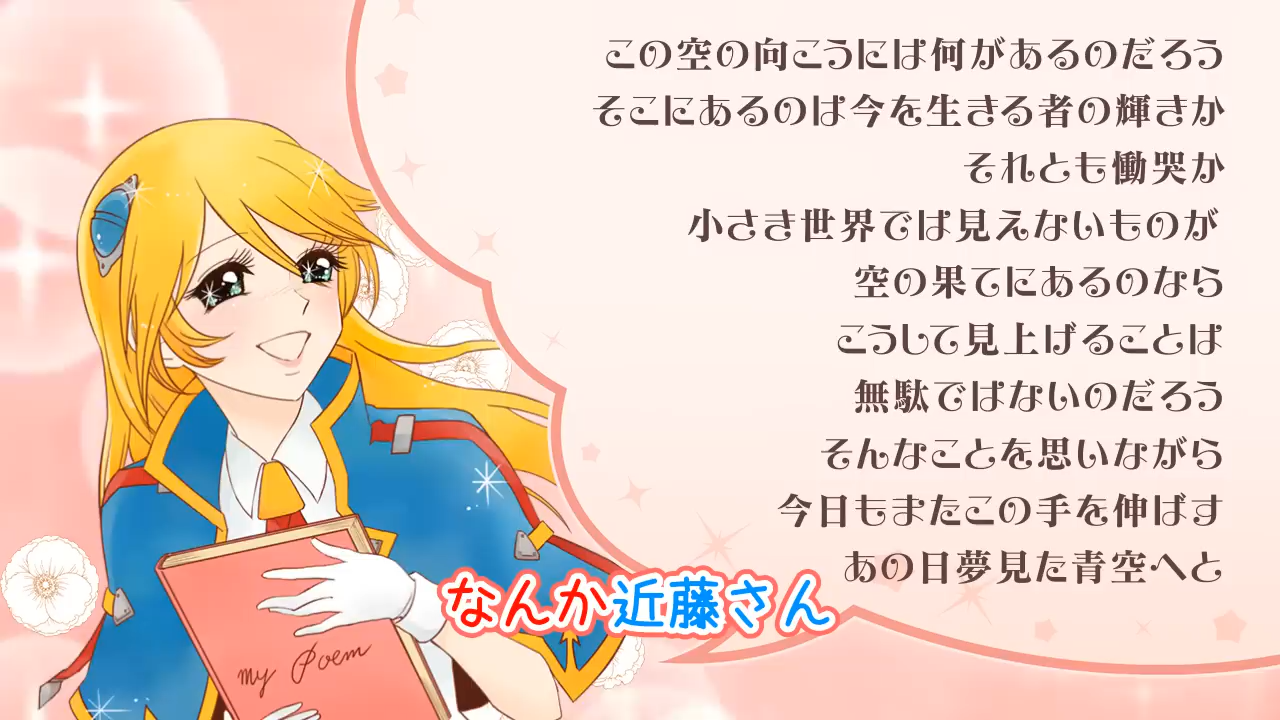 この空の向こうには何があるのだろう
そこにあるのは今を生きる者の輝きか
それとも慟哭か
小さき世界では見えないものが
空の果てにあるのなら
こうして見上げることは
無駄ではないのだろう
そんなことを思いながら
今日もまたこの手を伸ばす
あの日夢見た青空へと
なんか近藤さん
my Poem